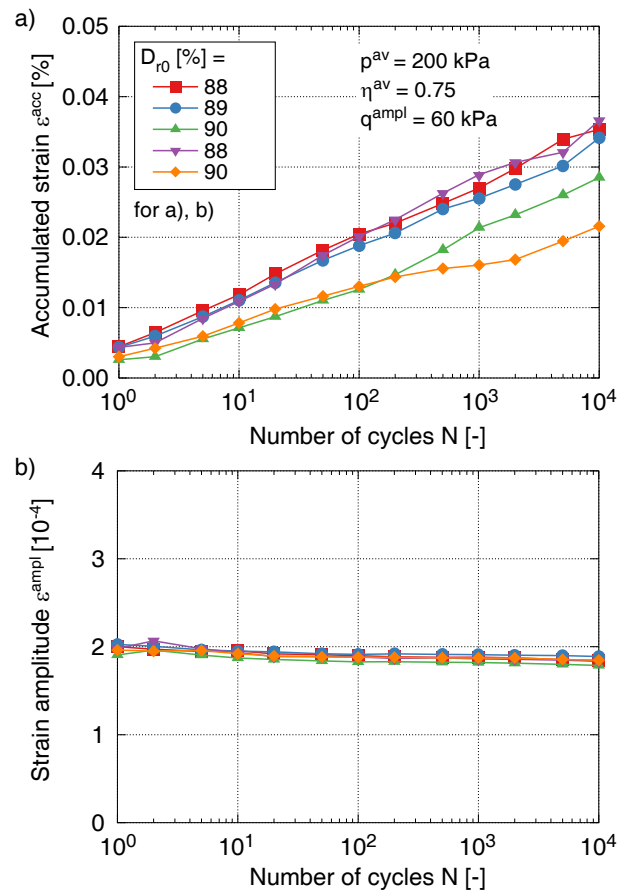 a)
Accumulated strain ε^acc [%]
0.05
0.04
0.03
0.02
0.01
0.00
D_r0 [%] =
88
89
90
88
90
for a), b)
p^av = 200 kPa
η^av = 0.75
q^ampl = 60 kPa
10^0 10^1 10^2 10^3 10^4
Number of cycles N [-]
b)
Strain amplitude ε^ampl [10^-4]
4
3
2
1
0
10^0 10^1 10^2 10^3 10^4
Number of cycles N [-]